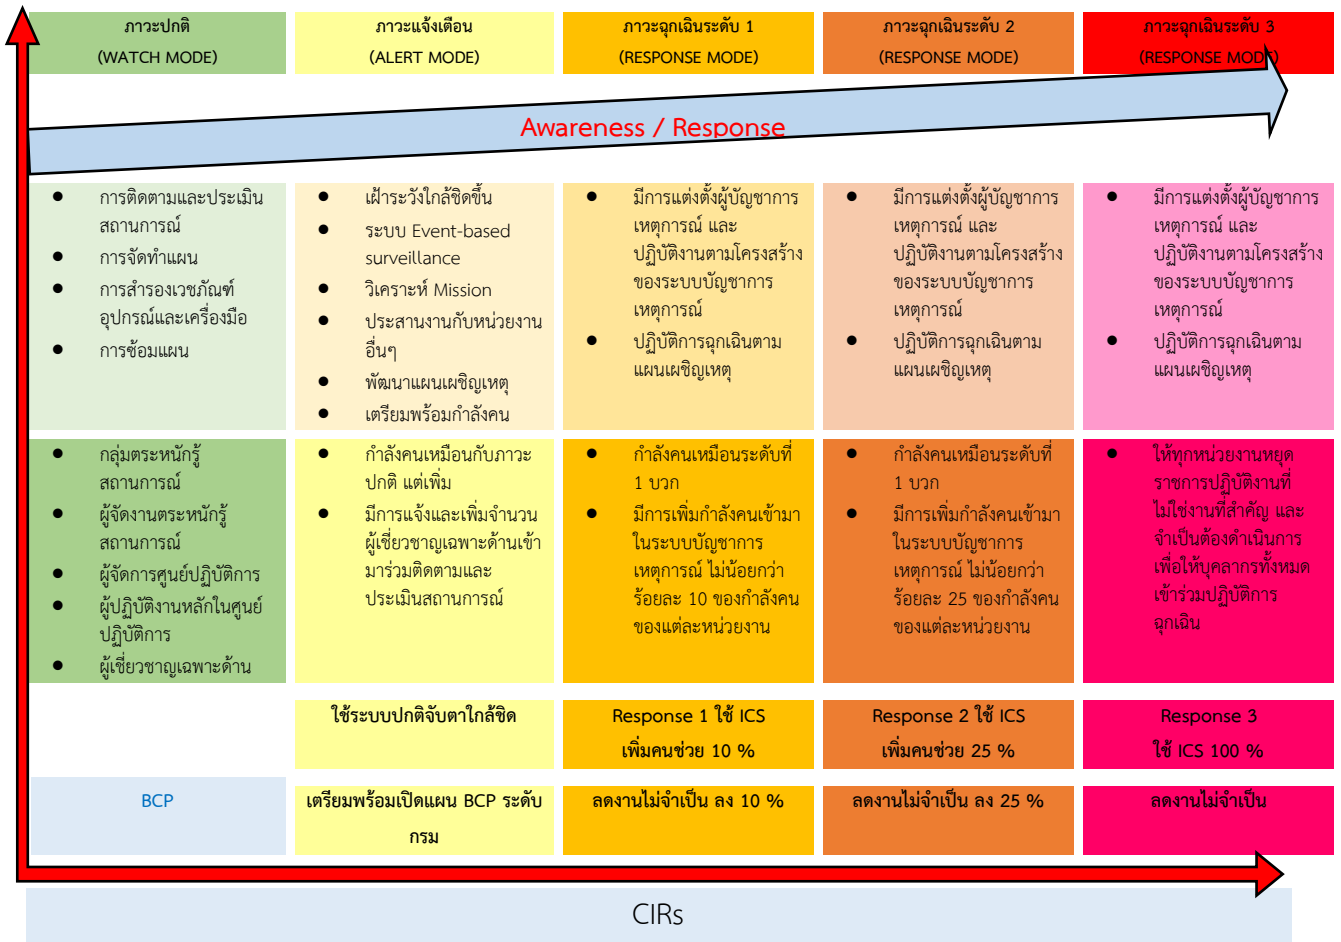 ภาวะปกติ
(WATCH MODE)
ภาวะแจ้งเตือน
(ALERT MODE)
ภาวะฉุกเฉินระดับ 1
(RESPONSE MODE)
ภาวะฉุกเฉินระดับ 2
(RESPONSE MODE)
ภาวะฉุกเฉินระดับ 3
(RESPONSE MODE)
Awareness / Response
● การติดตามและประเมิน
สถานการณ์
● การจัดทำแผน
● การสำรองเวชภัณฑ์
อุปกรณ์และเครื่องมือ
● การซ้อมแผน
● เฝ้าระวังใกล้ชิดขึ้น
● ระบบ Event-based
surveillance
● วิเคราะห์ Mission
● ประสานงานกับหน่วยงาน
อื่นๆ
● พัฒนาแผนเผชิญเหตุ
● เตรียมพร้อมกำลังคน
● มีการแต่งตั้งผู้บัญชาการ
เหตุการณ์ และ
ปฏิบัติงานตามโครงสร้าง
ของระบบบัญชาการ
เหตุการณ์
● ปฏิบัติการฉุกเฉินตาม
แผนเผชิญเหตุ
● มีการแต่งตั้งผู้บัญชาการ
เหตุการณ์ และ
ปฏิบัติงานตามโครงสร้าง
ของระบบบัญชาการ
เหตุการณ์
● ปฏิบัติการฉุกเฉินตาม
แผนเผชิญเหตุ
● มีการแต่งตั้งผู้บัญชาการ
เหตุการณ์ และ
ปฏิบัติงานตามโครงสร้าง
ของระบบบัญชาการ
เหตุการณ์
● ปฏิบัติการฉุกเฉินตาม
แผนเผชิญเหตุ
● กลุ่มตระหนักรู้
สถานการณ์
● ผู้จัดงานตระหนักรู้
สถานการณ์
● ผู้จัดการศูนย์ปฏิบัติการ
● ผู้ปฏิบัติงานหลักในศูนย์
ปฏิบัติการ
● ผู้เชี่ยวชาญเฉพาะด้าน
● กำลังคนเหมือนกับภาวะ
ปกติ แต่เพิ่ม
● มีการแจ้งและเพิ่มจำนวน
ผู้เชี่ยวชาญเฉพาะด้านเข้า
มาร่วมติดตามและ
ประเมินสถานการณ์
● กำลังคนเหมือนระดับที่
1 บวก
● มีการเพิ่มกำลังคนเข้ามา
ในระบบบัญชาการ
เหตุการณ์ ไม่น้อยกว่า
ร้อยละ 10 ของกำลังคน
ของแต่ละหน่วยงาน
● กำลังคนเหมือนระดับที่
1 บวก
● มีการเพิ่มกำลังคนเข้ามา
ในระบบบัญชาการ
เหตุการณ์ ไม่น้อยกว่า
ร้อยละ 25 ของกำลังคน
ของแต่ละหน่วยงาน
● ให้ทุกหน่วยงานหยุด
ราชการปฏิบัติงานที่
ไม่ใช่งานที่สำคัญ และ
จำเป็นต้องดำเนินการ
เพื่อให้บุคลากรทั้งหมด
เข้าร่วมปฏิบัติการ
ฉุกเฉิน
ใช้ระบบปกติจับตาใกล้ชิด
Response 1 ใช้ ICS
เพิ่มคนช่วย 10 %
Response 2 ใช้ ICS
เพิ่มคนช่วย 25 %
Response 3
ใช้ ICS 100 %
BCP
เตรียมพร้อมเปิดแผน BCP ระดับ
กรม
ลดงานไม่จำเป็น ลง 10 %
ลดงานไม่จำเป็น ลง 25 %
ลดงานไม่จำเป็น
CIRs